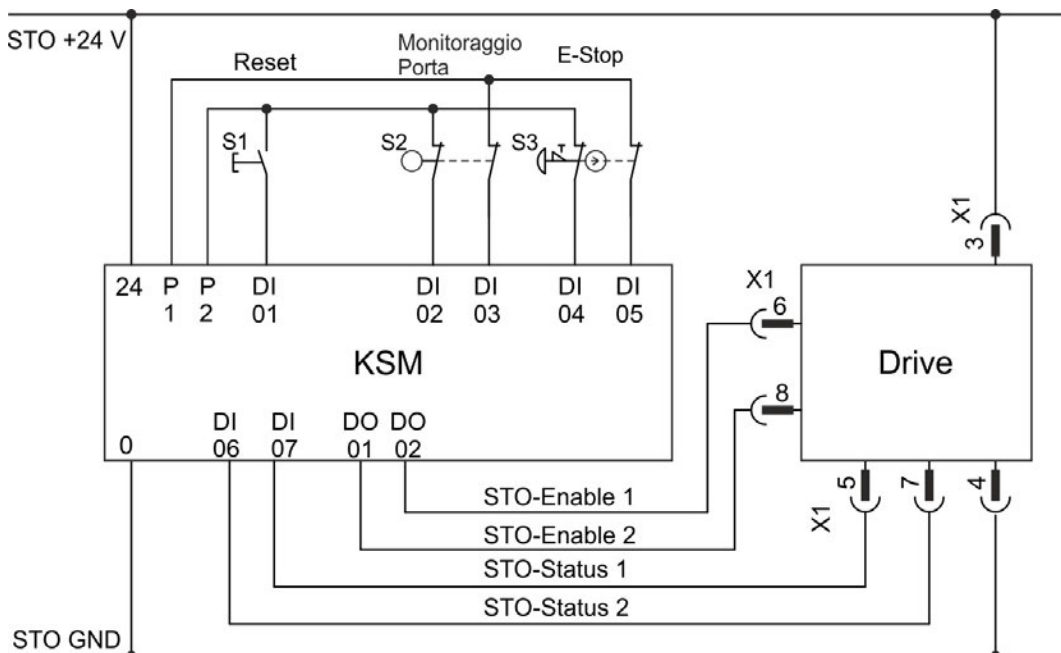 STO +24 V
Reset
Monitoraggio
Porta
E-Stop
S1
S2
S3
X1
3
24 P P DI DI DI DI DI
1 2 01 02 03 04 05
X1
6
KSM
Drive
8
DI DI DO DO
0 06 07 01 02
5 7 4
X1
STO-Enable 1
STO-Enable 2
STO-Status 1
STO-Status 2
STO GND